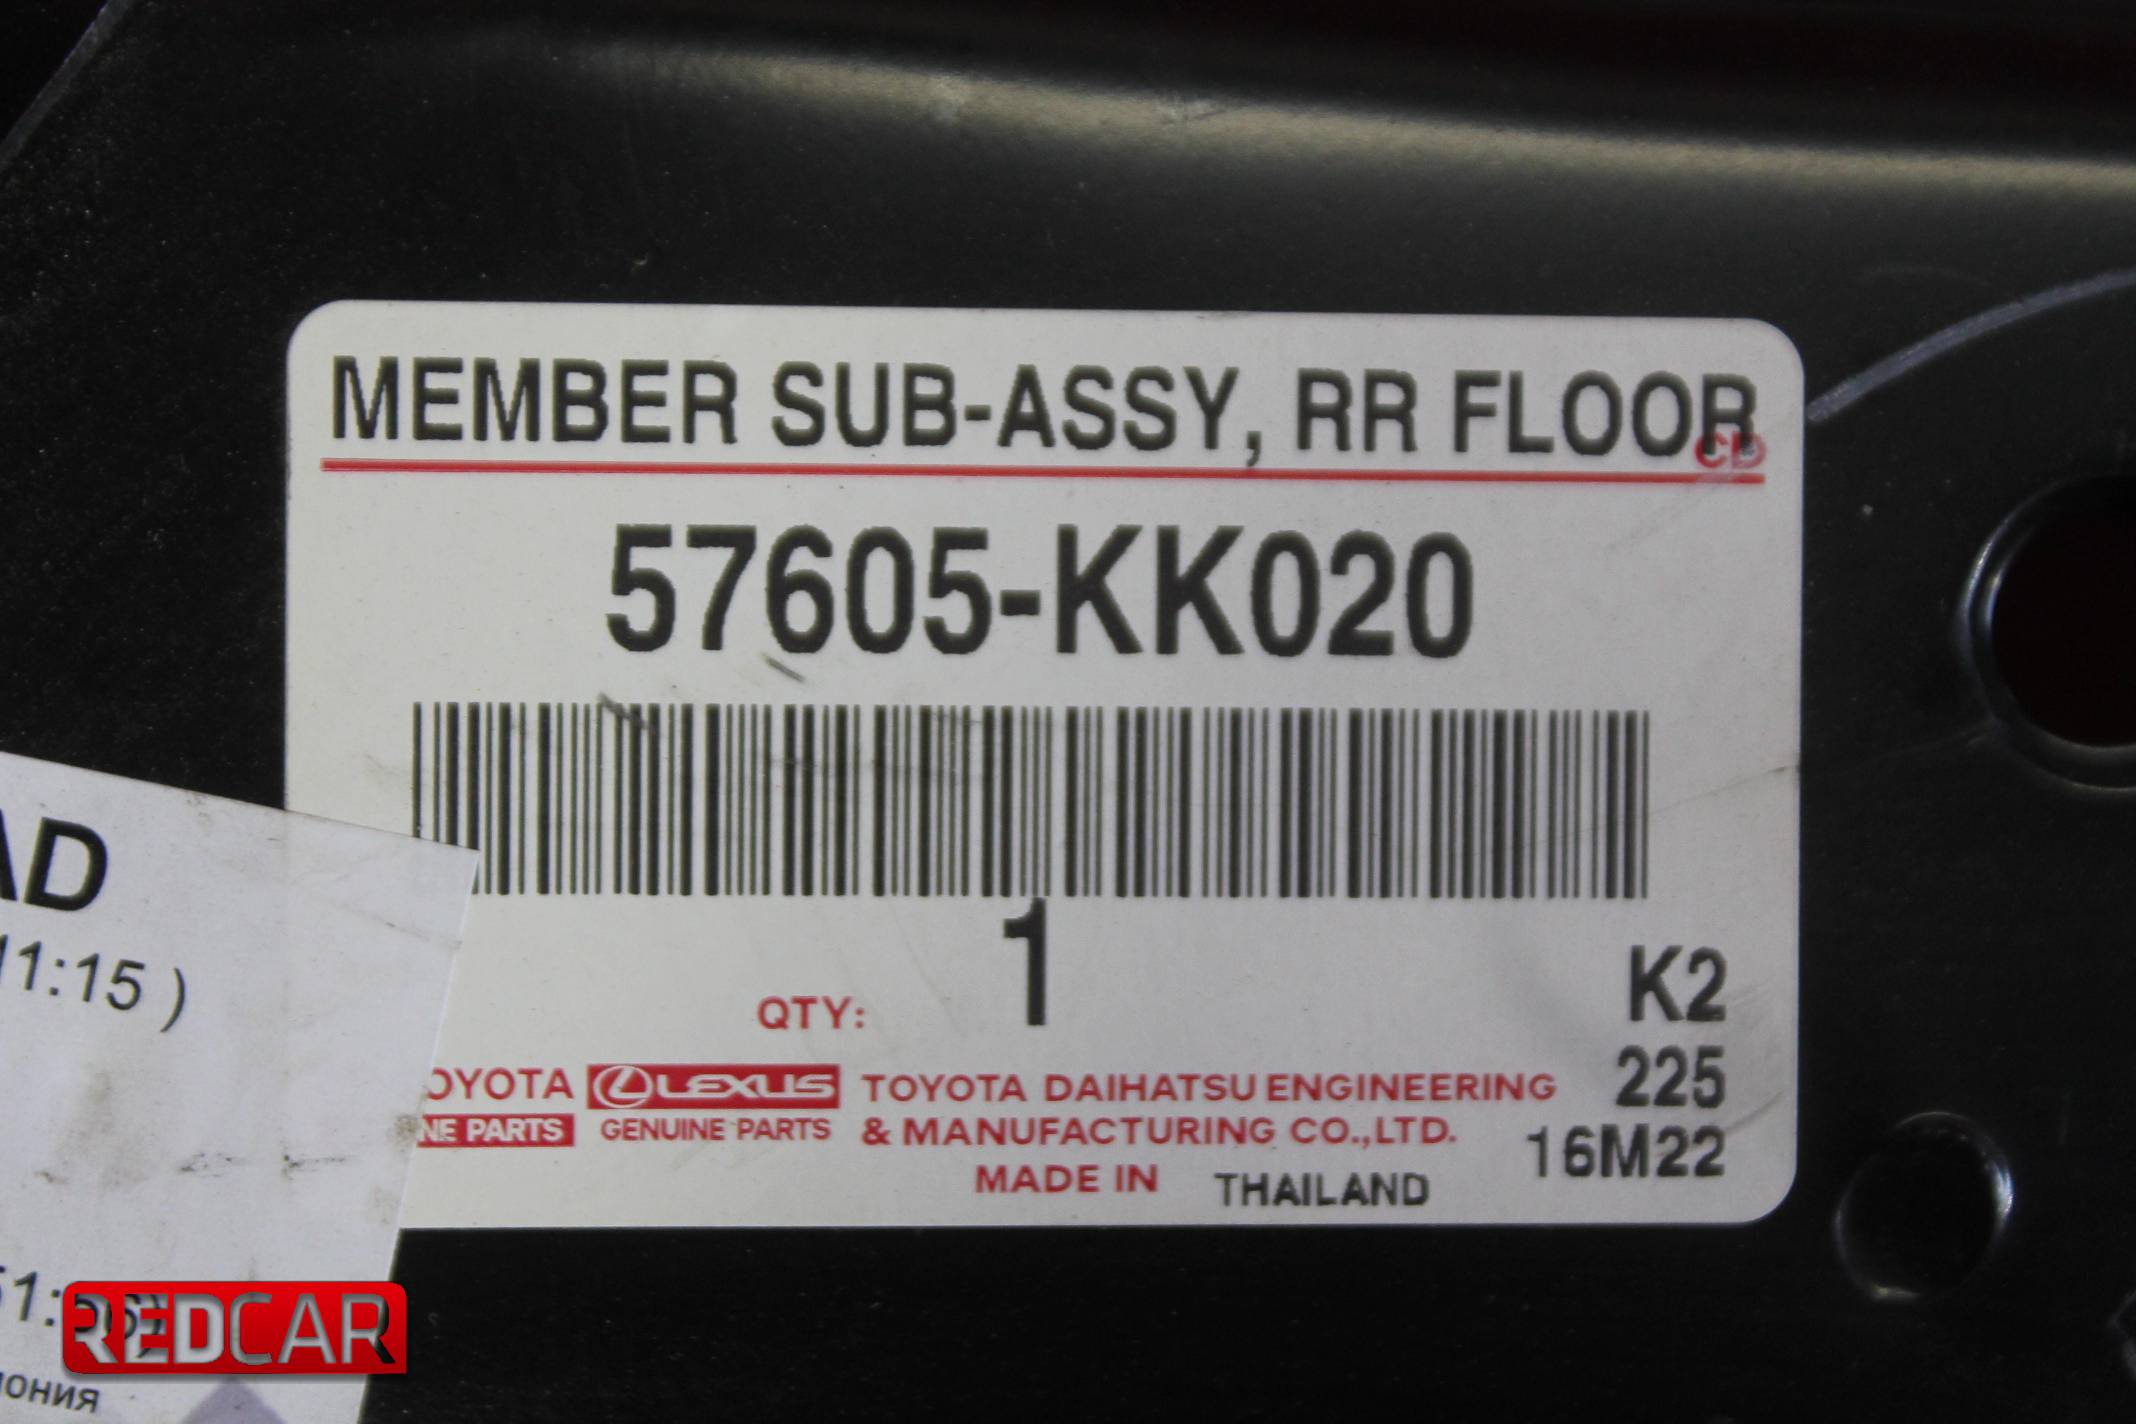 MEMBER SUB-ASSY, RR FLOOR
CD
57605-KK020
1
QTY:
K2
225
16M22
OYOTA
NE PARTS
LEXUS
GENUINE PARTS
TOYOTA DAIHATSU ENGINEERING
& MANUFACTURING CO.,LTD.
MADE IN THAILAND
AD
11:15 )
REDCAR